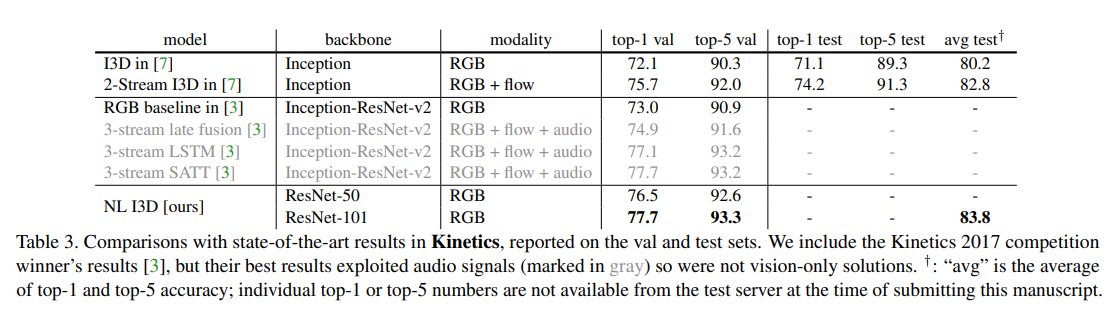 model backbone modality top-1 val top-5 val top-1 test top-5 test avg test†
I3D in [7] Inception RGB 72.1 90.3 71.1 89.3 80.2
2-Stream I3D in [7] Inception RGB + flow 75.7 92.0 74.2 91.3 82.8
RGB baseline in [3] Inception-ResNet-v2 RGB 73.0 90.9 - - -
3-stream late fusion [3] Inception-ResNet-v2 RGB + flow + audio 74.9 91.6 - - -
3-stream LSTM [3] Inception-ResNet-v2 RGB + flow + audio 77.1 93.2 - - -
3-stream SATT [3] Inception-ResNet-v2 RGB + flow + audio 77.7 93.2 - - -
NL I3D [ours] ResNet-50 RGB 76.5 92.6 - - -
ResNet-101 RGB 77.7 93.3 - - 83.8
Table 3. Comparisons with state-of-the-art results in Kinetics, reported on the val and test sets. We include the Kinetics 2017 competition
winner's results [3], but their best results exploited audio signals (marked in gray) so were not vision-only solutions. †: “avg” is the average
of top-1 and top-5 accuracy; individual top-1 or top-5 numbers are not available from the test server at the time of submitting this manuscript.